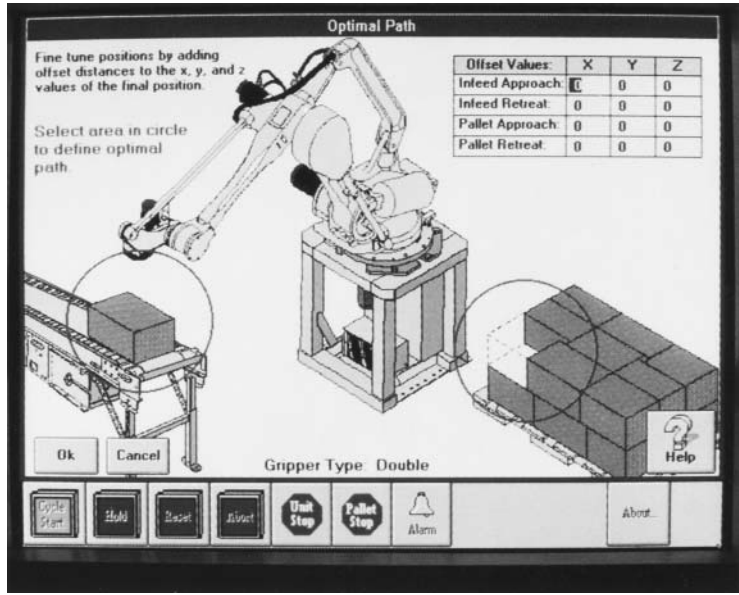 Optimal Path
Fine tune positions by adding
offset distances to the x, y, and z
values of the final position.
Select area in circle
to define optimal
path.
Offset Values: X Y Z
Infeed Approach: 0 0 0
Infeed Retreat: 0 0 0
Pallet Approach: 0 0 0
Pallet Retreat: 0 0 0
Ok
Cancel
Gripper Type: Double
Help
Cycle
Start
Hold
Reset
Abort
Unit
Stop
Pallet
Stop
Alarm
About...